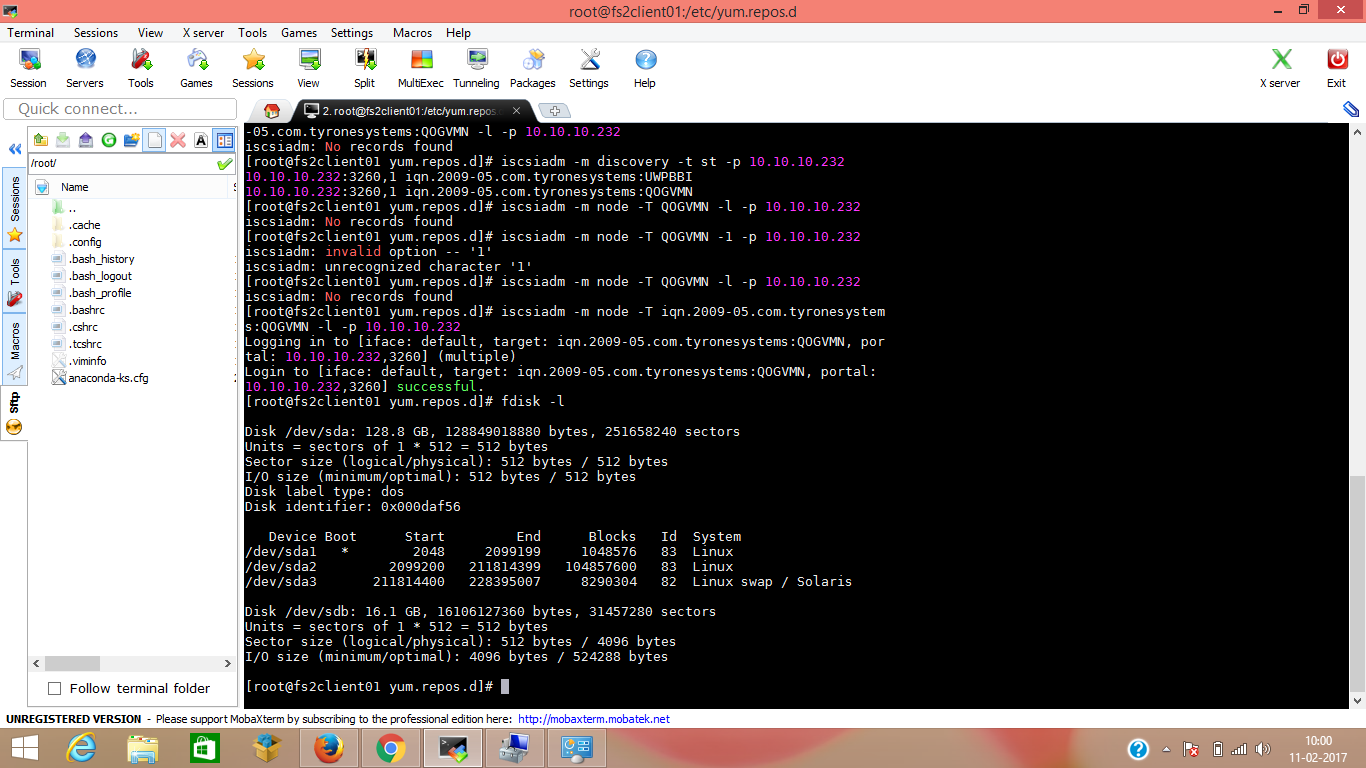 root@fs2client01:/etc/yum.repos.d
Terminal Sessions View X server Tools Games Settings Macros Help
Session Servers Tools Games Sessions View Split MultiExec Tunneling Packages Settings Help X server Exit
Quick connect...
2. root@fs2client01:/etc/yum.repos
/root/
Name
..
.cache
.config
.bash_history
.bash_logout
.bash_profile
.bashrc
.cshrc
.tcshrc
.viminfo
anaconda-ks.cfg
Sessions
Tools
Macros
Sftp
Follow terminal folder
-05.com.tyronesystems:QOGVMN -l -p 10.10.10.232
iscsiadm: No records found
[root@fs2client01 yum.repos.d]# iscsiadm -m discovery -t st -p 10.10.10.232
10.10.10.232:3260,1 iqn.2009-05.com.tyronesystems:UWPBBI
10.10.10.232:3260,1 iqn.2009-05.com.tyronesystems:QOGVMN
[root@fs2client01 yum.repos.d]# iscsiadm -m node -T QOGVMN -l -p 10.10.10.232
iscsiadm: No records found
[root@fs2client01 yum.repos.d]# iscsiadm -m node -T QOGVMN -1 -p 10.10.10.232
iscsiadm: invalid option -- '1'
iscsiadm: unrecognized character '1'
[root@fs2client01 yum.repos.d]# iscsiadm -m node -T QOGVMN -l -p 10.10.10.232
iscsiadm: No records found
[root@fs2client01 yum.repos.d]# iscsiadm -m node -T iqn.2009-05.com.tyronesystem
s:QOGVMN -l -p 10.10.10.232
Logging in to [iface: default, target: iqn.2009-05.com.tyronesystems:QOGVMN, por
tal: 10.10.10.232,3260] (multiple)
Login to [iface: default, target: iqn.2009-05.com.tyronesystems:QOGVMN, portal:
10.10.10.232,3260] successful.
[root@fs2client01 yum.repos.d]# fdisk -l
Disk /dev/sda: 128.8 GB, 128849018880 bytes, 251658240 sectors
Units = sectors of 1 * 512 = 512 bytes
Sector size (logical/physical): 512 bytes / 512 bytes
I/O size (minimum/optimal): 512 bytes / 512 bytes
Disk label type: dos
Disk identifier: 0x000daf56
Device Boot Start End Blocks Id System
/dev/sda1 * 2048 2099199 1048576 83 Linux
/dev/sda2 2099200 211814399 104857600 83 Linux
/dev/sda3 211814400 228395007 8290304 82 Linux swap / Solaris
Disk /dev/sdb: 16.1 GB, 16106127360 bytes, 31457280 sectors
Units = sectors of 1 * 512 = 512 bytes
Sector size (logical/physical): 512 bytes / 4096 bytes
I/O size (minimum/optimal): 4096 bytes / 524288 bytes
[root@fs2client01 yum.repos.d]#
UNREGISTERED VERSION - Please support MobaXterm by subscribing to the professional edition here: http://mobaxterm.mobatek.net
10:00
11-02-2017